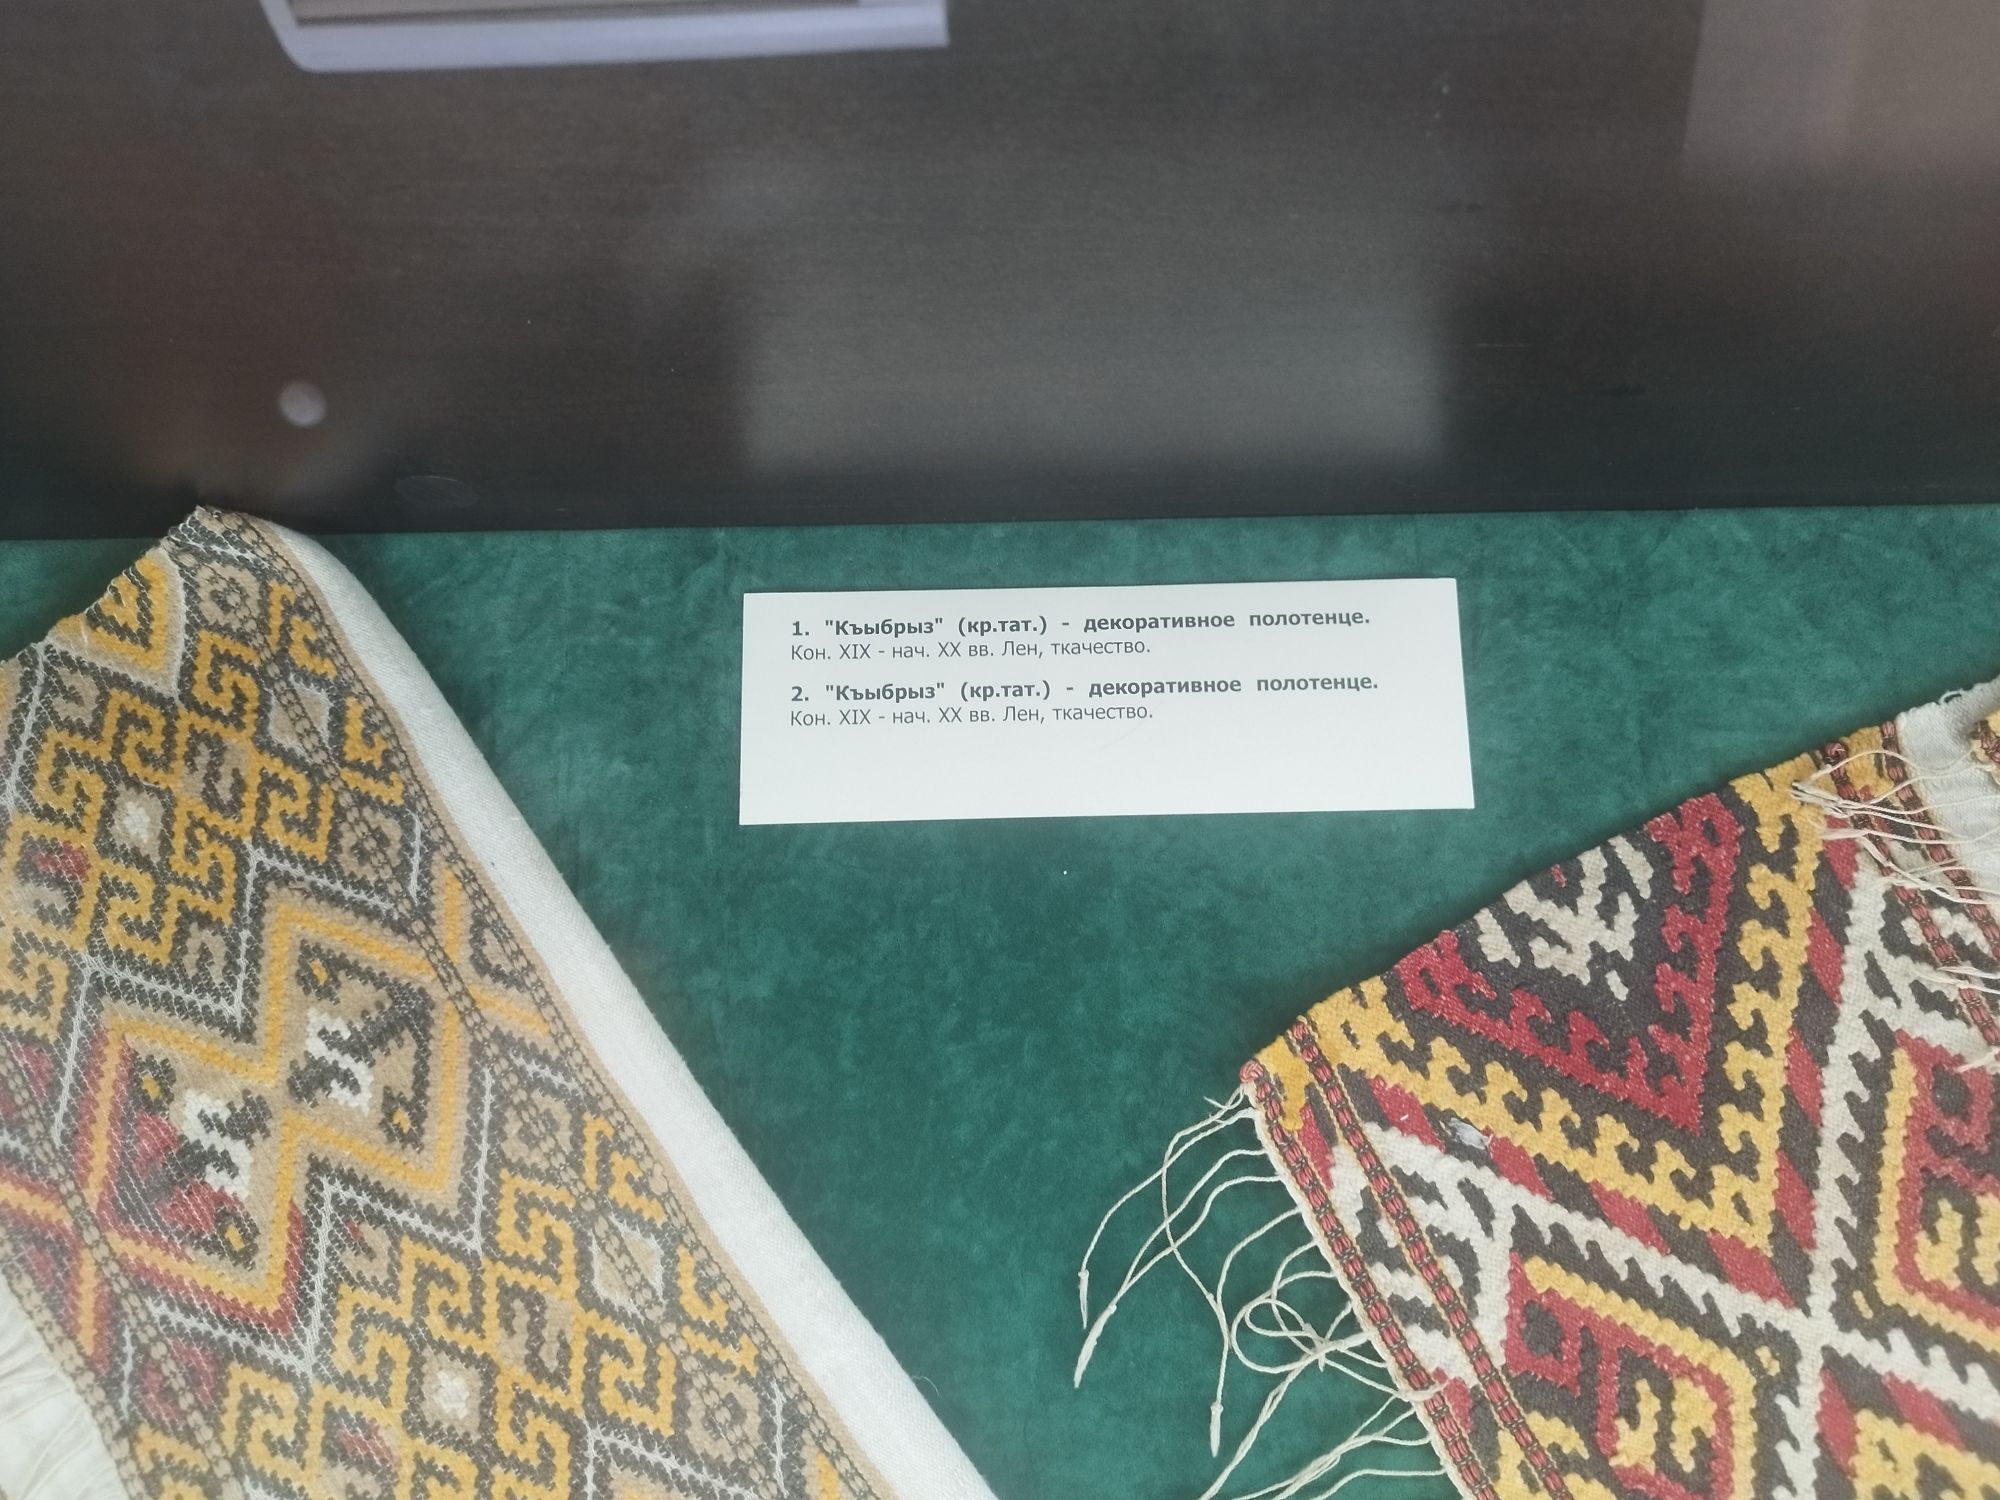 1. "Къыбрыз" (кр.тат.) - декоративное полотенце.
Кон. XIX - нач. XX вв. Лен, ткачество.
2. "Къыбрыз" (кр.тат.) - декоративное полотенце.
Кон. XIX - нач. XX вв. Лен, ткачество.